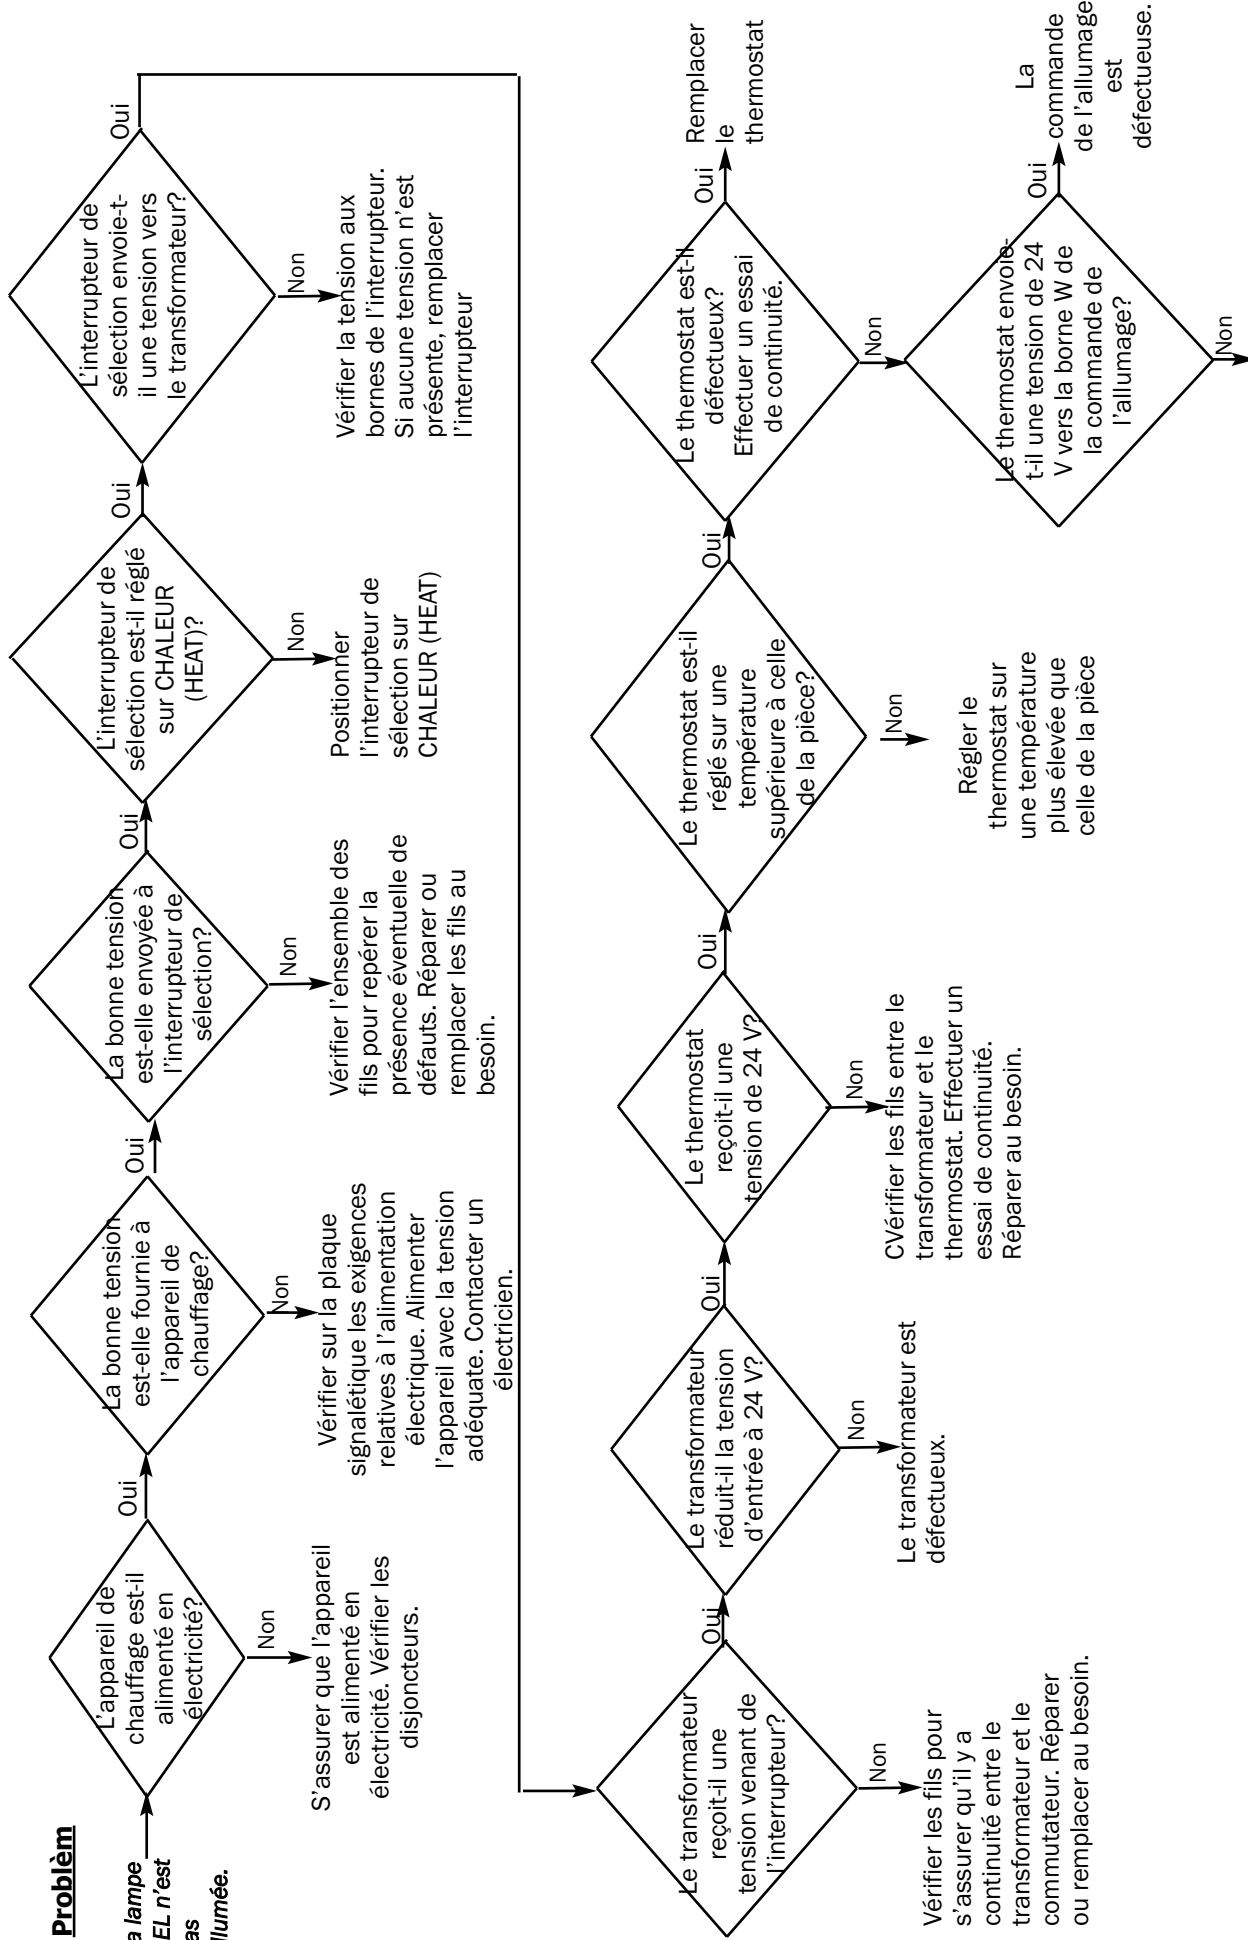 Problèm
a lampe
EL n'est
as
llumée.
L'appareil de
chauffage est-il
alimenté en
électricité?
Oui
Non
S'assurer que l'appareil
est alimenté en
électricité. Vérifier les
disjoncteurs.
La bonne tension
est-elle fournie à
l'appareil de
chauffage?
Oui
Non
Vérifier sur la plaque
signalétique les exigences
relatives à l'alimentation
électrique. Alimenter
l'appareil avec la tension
adéquate. Contacter un
électricien.
La bonne tension
est-elle envoyée à
l'interrupteur de
sélection?
Oui
Non
Vérifier l'ensemble des
fils pour repérer la
présence éventuelle de
défauts. Réparer ou
remplacer les fils au
besoin.
L'interrupteur de
sélection est-il réglé
sur CHALEUR
(HEAT)?
Oui
Non
Positionner
l'interrupteur de
sélection sur
CHALEUR (HEAT)
L'interrupteur de
sélection envoie-t-
il une tension vers
le transformateur?
Oui
Non
Vérifier la tension aux
bornes de l'interrupteur.
Si aucune tension n'est
présente, remplacer
l'interrupteur
Le transformateur
reçoit-il une
tension venant de
l'interrupteur?
Oui
Non
Vérifier les fils pour
s'assurer qu'il y a
continuité entre le
transformateur et le
commutateur. Réparer
ou remplacer au besoin.
Le transformateur
réduit-il la tension
d'entrée à 24 V?
Oui
Non
Le transformateur est
défectueux.
Le thermostat
reçoit-il une
tension de 24 V?
Oui
Non
CVérifier les fils entre le
transformateur et le
thermostat. Effectuer un
essai de continuité.
Réparer au besoin.
Le thermostat est-il
réglé sur une
température
supérieure à celle
de la pièce?
Oui
Non
Régler le
thermostat sur
une température
plus élevée que
celle de la pièce
Le thermostat est-il
défectueux?
Effectuer un essai
de continuité.
Oui
Remplacer
le
thermostat
Non
Le thermostat envoie-
t-il une tension de 24
V vers la borne W de
la commande de
l'allumage?
Oui
La
commande
de l'allumage
est
défectueuse.
Non